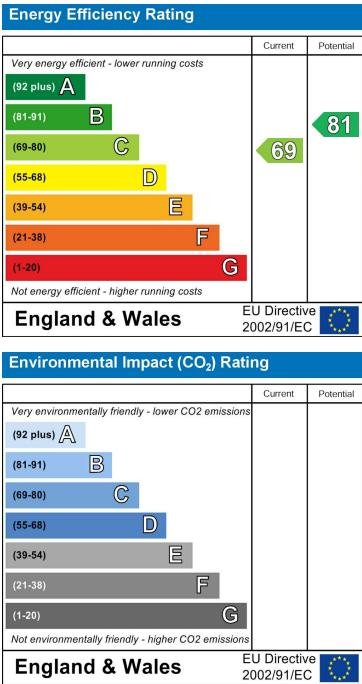 Energy Efficiency Rating
Current Potential
Very energy efficient - lower running costs
(92 plus) A
(81-91) B
81
(69-80) C
69
(55-68) D
(39-54) E
(21-38) F
(1-20) G
Not energy efficient - higher running costs
England & Wales
EU Directive
2002/91/EC
Environmental Impact (CO₂) Rating
Current Potential
Very environmentally friendly - lower CO2 emissions
(92 plus) A
(81-91) B
(69-80) C
(55-68) D
(39-54) E
(21-38) F
(1-20) G
Not environmentally friendly - higher CO2 emissions
England & Wales
EU Directive
2002/91/EC